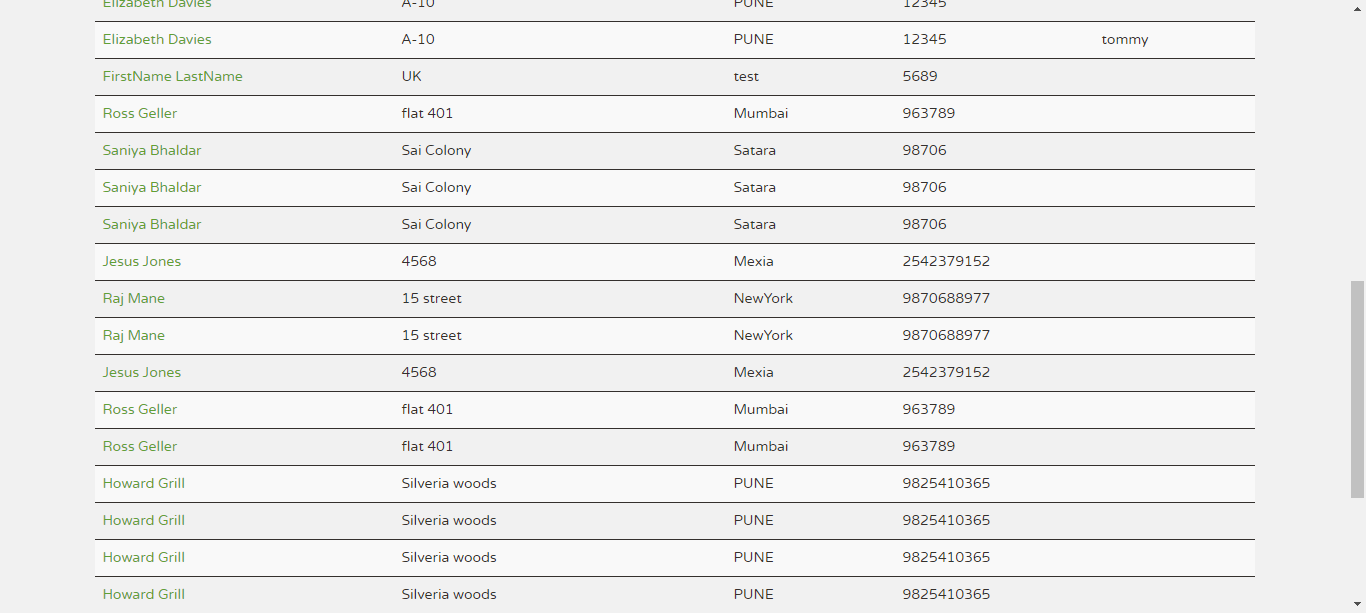 Elizabeth Davies A-10 PUNE 12345
Elizabeth Davies A-10 PUNE 12345 tommy
FirstName LastName UK test 5689
Ross Geller flat 401 Mumbai 963789
Saniya Bhaldar Sai Colony Satara 98706
Saniya Bhaldar Sai Colony Satara 98706
Saniya Bhaldar Sai Colony Satara 98706
Jesus Jones 4568 Mexia 2542379152
Raj Mane 15 street NewYork 9870688977
Raj Mane 15 street NewYork 9870688977
Jesus Jones 4568 Mexia 2542379152
Ross Geller flat 401 Mumbai 963789
Ross Geller flat 401 Mumbai 963789
Howard Grill Silveria woods PUNE 9825410365
Howard Grill Silveria woods PUNE 9825410365
Howard Grill Silveria woods PUNE 9825410365
Howard Grill Silveria woods PUNE 9825410365